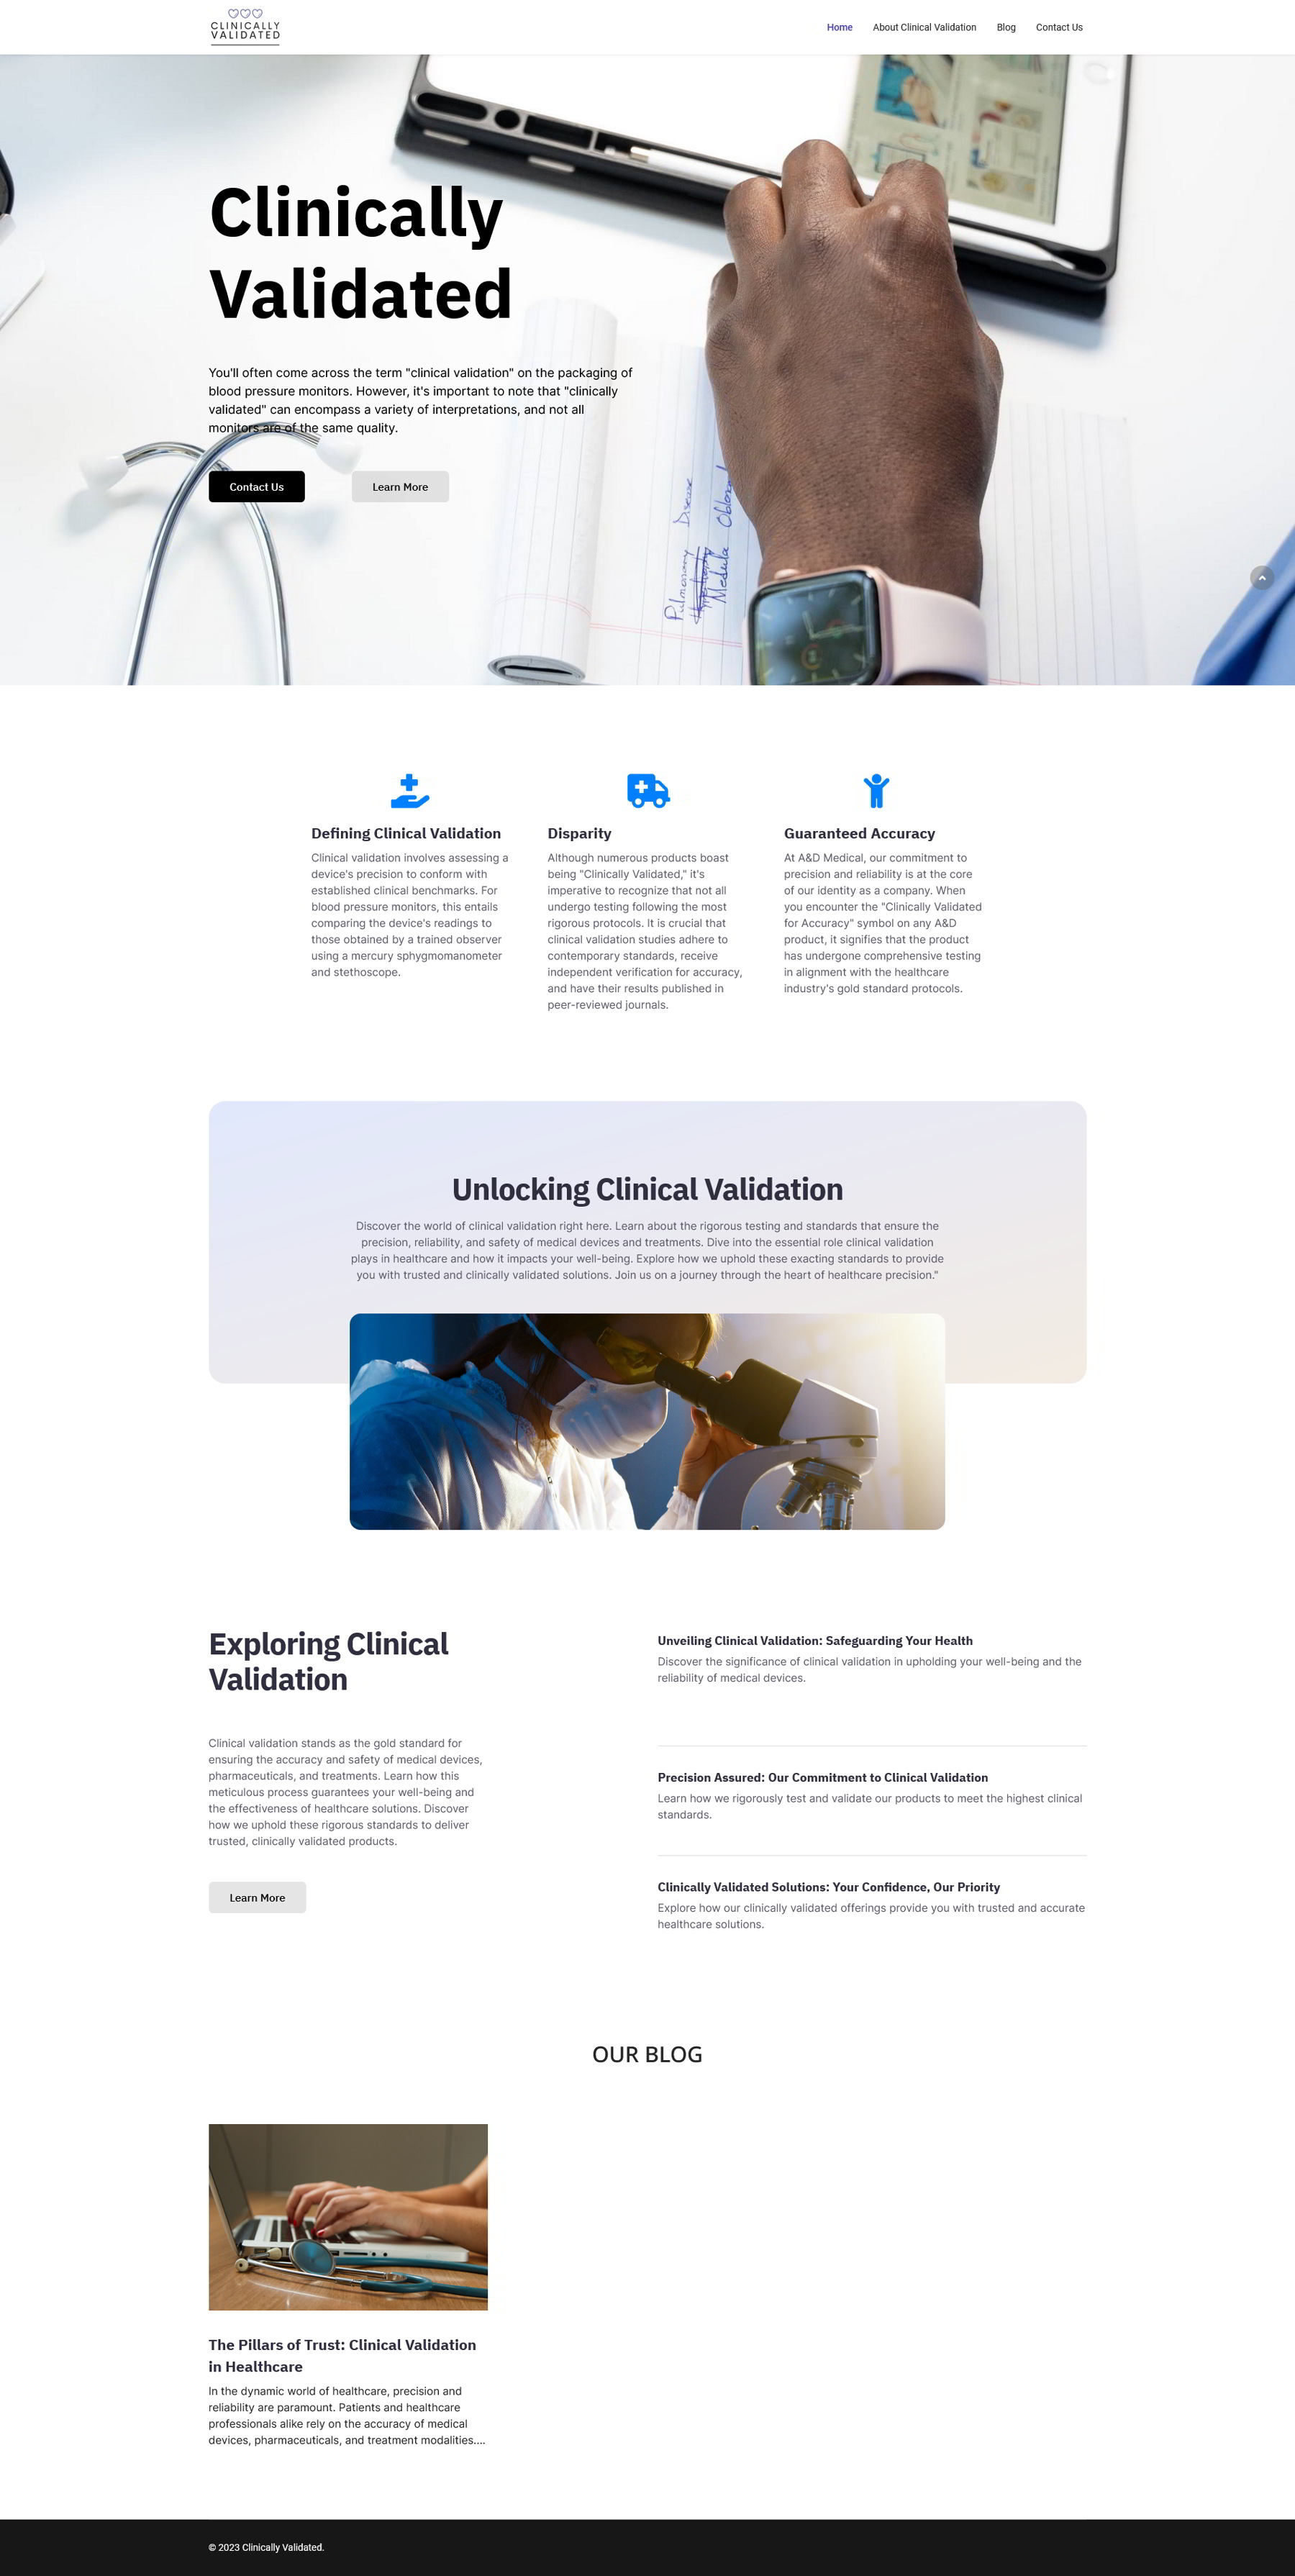 CLINICALLY
VALIDATED
Home About Clinical Validation Blog Contact Us
Clinically
Validated
You'll often come across the term "clinical validation" on the packaging of
blood pressure monitors. However, it's important to note that "clinically
validated" can encompass a variety of interpretations, and not all
monitors are of the same quality.
Contact Us Learn More
Pulmonary Disease
Medulla
Defining Clinical Validation
Clinical validation involves assessing a
device's precision to conform with
established clinical benchmarks. For
blood pressure monitors, this entails
comparing the device's readings to
those obtained by a trained observer
using a mercury sphygmomanometer
and stethoscope.
Disparity
Although numerous products boast
being "Clinically Validated," it's
imperative to recognize that not all
undergo testing following the most
rigorous protocols. It is crucial that
clinical validation studies adhere to
contemporary standards, receive
independent verification for accuracy,
and have their results published in
peer-reviewed journals.
Guaranteed Accuracy
At A&D Medical, our commitment to
precision and reliability is at the core
of our identity as a company. When
you encounter the "Clinically Validated
for Accuracy" symbol on any A&D
product, it signifies that the product
has undergone comprehensive testing
in alignment with the healthcare
industry's gold standard protocols.
Unlocking Clinical Validation
Discover the world of clinical validation right here. Learn about the rigorous testing and standards that ensure the
precision, reliability, and safety of medical devices and treatments. Dive into the essential role clinical validation
plays in healthcare and how it impacts your well-being. Explore how we uphold these exacting standards to provide
you with trusted and clinically validated solutions. Join us on a journey through the heart of healthcare precision."
Exploring Clinical
Validation
Clinical validation stands as the gold standard for
ensuring the accuracy and safety of medical devices,
pharmaceuticals, and treatments. Learn how this
meticulous process guarantees your well-being and
the effectiveness of healthcare solutions. Discover
how we uphold these rigorous standards to deliver
trusted, clinically validated products.
Learn More
Unveiling Clinical Validation: Safeguarding Your Health
Discover the significance of clinical validation in upholding your well-being and the
reliability of medical devices.
Precision Assured: Our Commitment to Clinical Validation
Learn how we rigorously test and validate our products to meet the highest clinical
standards.
Clinically Validated Solutions: Your Confidence, Our Priority
Explore how our clinically validated offerings provide you with trusted and accurate
healthcare solutions.
OUR BLOG
The Pillars of Trust: Clinical Validation
in Healthcare
In the dynamic world of healthcare, precision and
reliability are paramount. Patients and healthcare
professionals alike rely on the accuracy of medical
devices, pharmaceuticals, and treatment modalities....
© 2023 Clinically Validated.